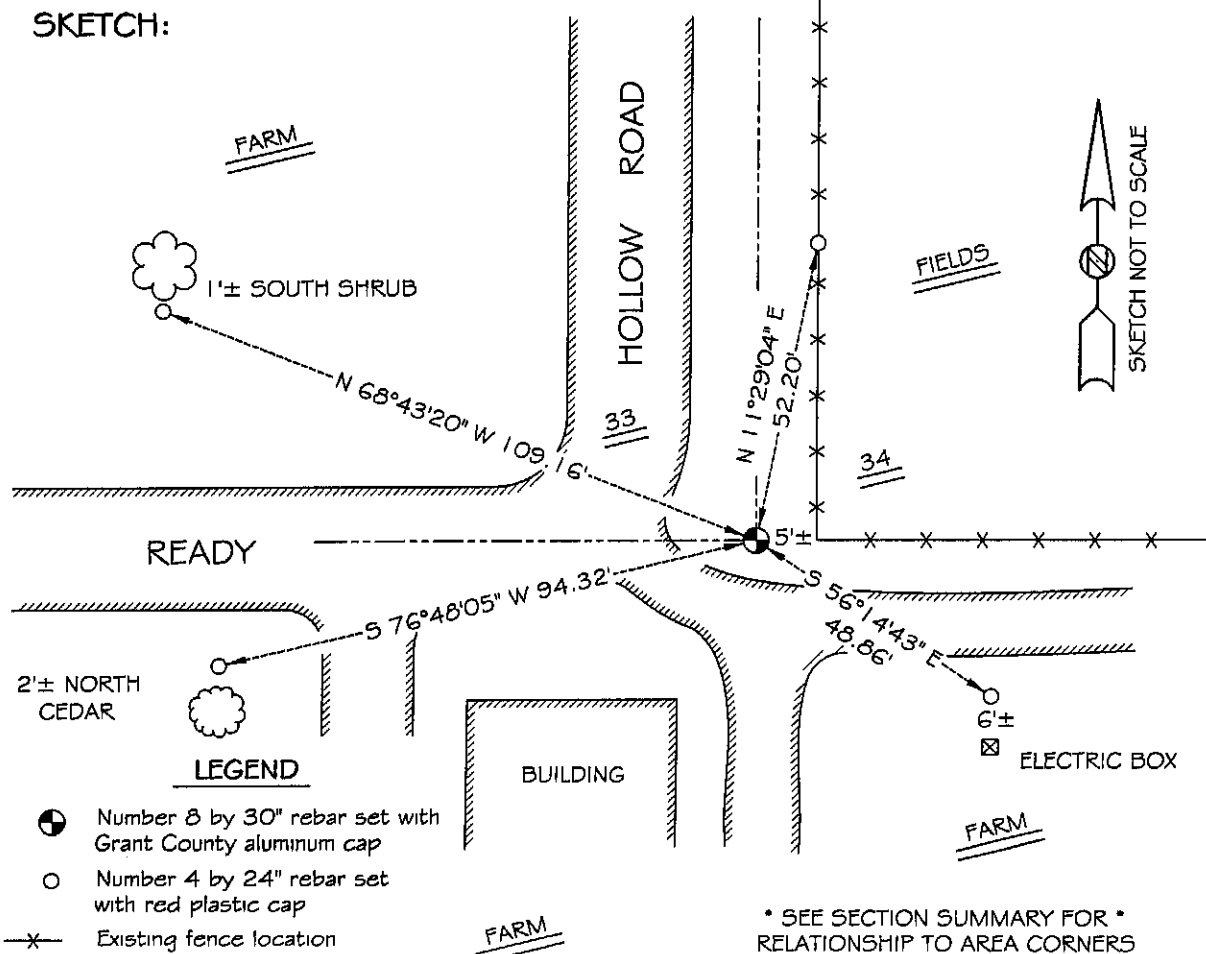 SKETCH:
FARM
HOLLOW ROAD
1'± SOUTH SHRUB
FIELDS
N
SKETCH NOT TO SCALE
N 11°29'04" E
52.20'
N 68°43'20" W 109.16'
33
34
READY
5'±
S 76°48'05" W 94.32'
S 56°14'43" E
48.86'
2'± NORTH
CEDAR
6'±
ELECTRIC BOX
BUILDING
LEGEND
Number 8 by 30" rebar set with
Grant County aluminum cap
Number 4 by 24" rebar set
with red plastic cap
Existing fence location
FARM
FARM
* SEE SECTION SUMMARY FOR *
RELATIONSHIP TO AREA CORNERS